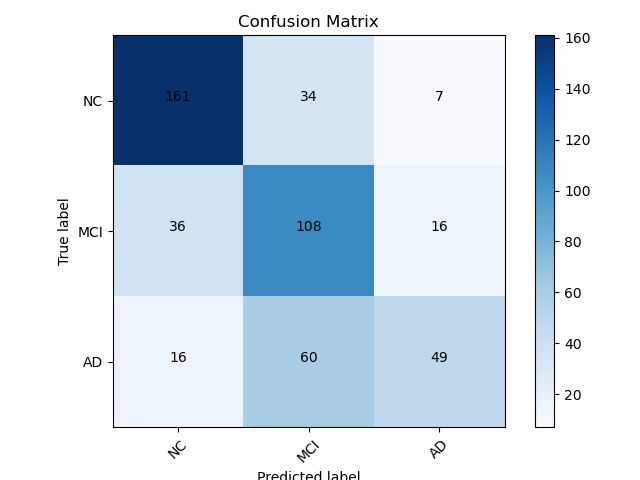 Confusion Matrix
NC 161 34 7
MCI 36 108 16
AD 16 60 49
NC MCI AD
True label
Predicted label
160
140
120
100
80
60
40
20